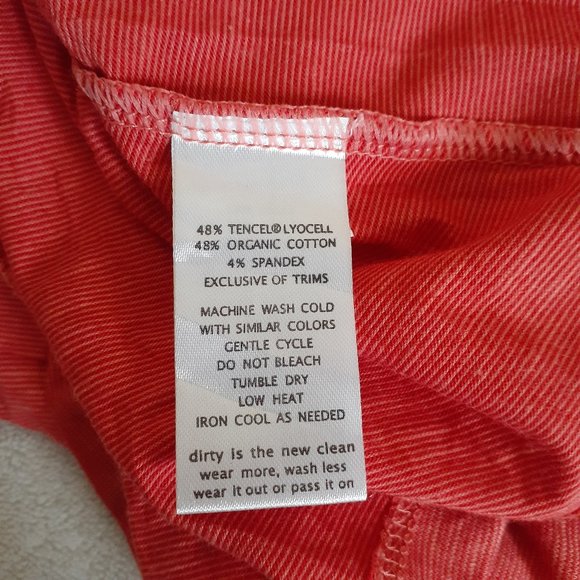 48% TENCEL®LYOCELL
48% ORGANIC COTTON
4% SPANDEX
EXCLUSIVE OF TRIMS
MACHINE WASH COLD
WITH SIMILAR COLORS
GENTLE CYCLE
DO NOT BLEACH
TUMBLE DRY
LOW HEAT
IRON COOL AS NEEDED
dirty is the new clean
wear more, wash less
wear it out or pass it on